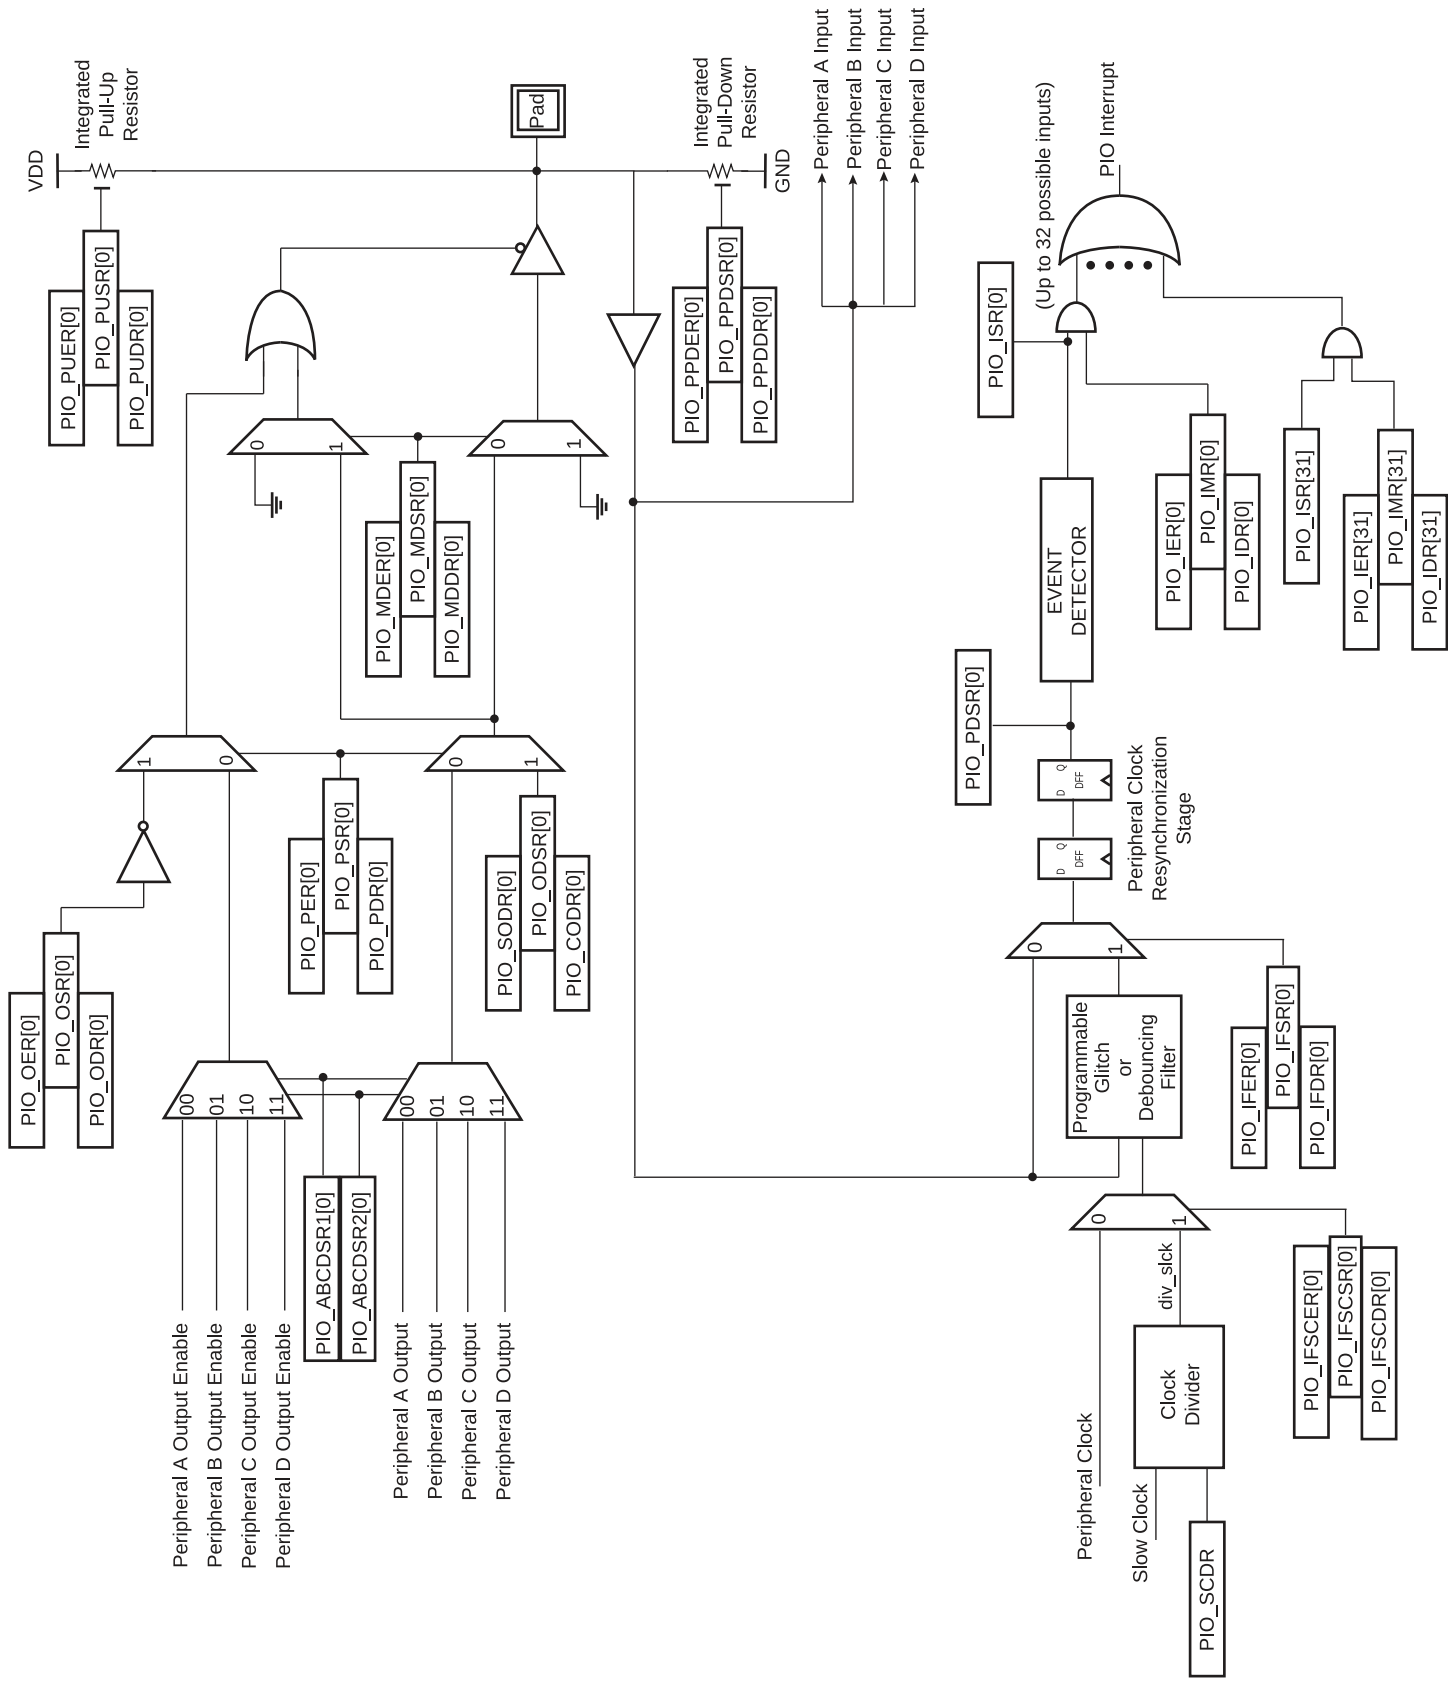 VDD
Integrated
Pull-Up
Resistor
PIO_PUER[0]
PIO_PUSR[0]
PIO_PUDR[0]
Pad
Integrated
Pull-Down
Resistor
GND
PIO_PPDER[0]
PIO_PPDSR[0]
PIO_PPDDR[0]
Peripheral A Input
Peripheral B Input
Peripheral C Input
Peripheral D Input
(Up to 32 possible inputs)
PIO Interrupt
0
1
0
1
PIO_MDER[0]
PIO_MDSR[0]
PIO_MDDR[0]
PIO_ISR[0]
PIO_IER[0]
PIO_IMR[0]
PIO_IDR[0]
PIO_ISR[31]
PIO_IER[31]
PIO_IMR[31]
PIO_IDR[31]
EVENT
DETECTOR
PIO_PDSR[0]
1
0
0
1
PIO_PER[0]
PIO_PSR[0]
PIO_PDR[0]
PIO_SODR[0]
PIO_ODSR[0]
PIO_CODR[0]
D
Q
DFF
D
Q
DFF
Peripheral Clock
Resynchronization
Stage
PIO_OER[0]
PIO_OSR[0]
PIO_ODR[0]
00
01
10
11
00
01
10
11
0
1
Programmable
Glitch
or
Debouncing
Filter
PIO_IFER[0]
PIO_IFSR[0]
PIO_IFDR[0]
PIO_ABCDSR1[0]
PIO_ABCDSR2[0]
0
1
div_slck
PIO_IFSCER[0]
PIO_IFSCSR[0]
PIO_IFSCDR[0]
Peripheral A Output Enable
Peripheral B Output Enable
Peripheral C Output Enable
Peripheral D Output Enable
Peripheral A Output
Peripheral B Output
Peripheral C Output
Peripheral D Output
Clock
Divider
Peripheral Clock
Slow Clock
PIO_SCDR